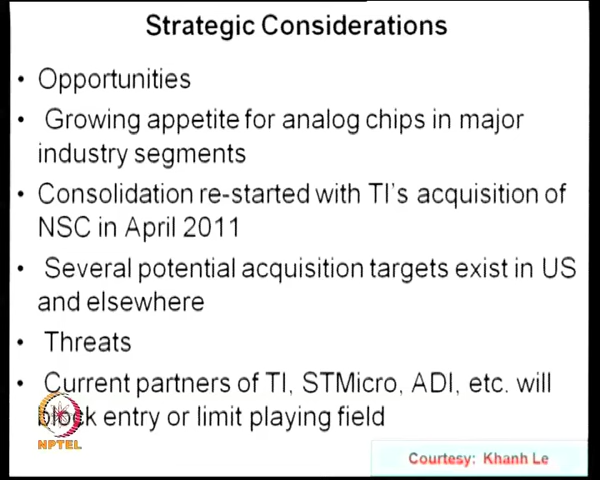 Strategic Considerations
• Opportunities
• Growing appetite for analog chips in major
industry segments
• Consolidation re-started with TI's acquisition of
NSC in April 2011
• Several potential acquisition targets exist in US
and elsewhere
• Threats
• Current partners of TI, STMicro, ADI, etc. will
block entry or limit playing field
NPTEL
Courtesy: Khanh Le